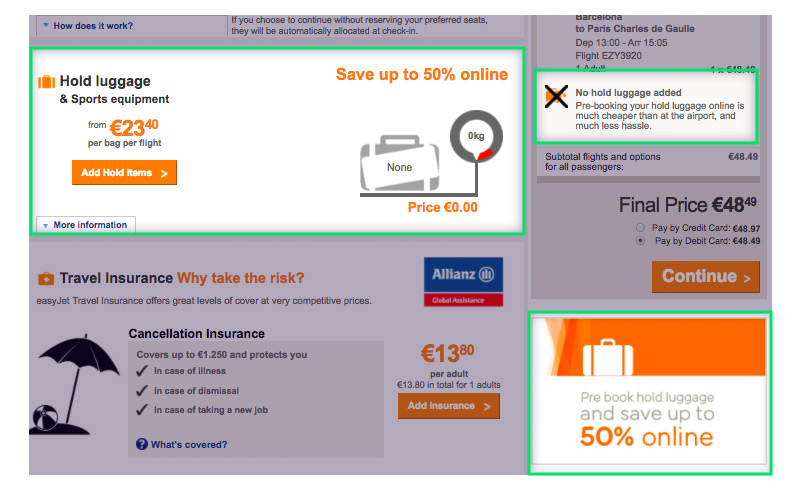 How does it work?
If you choose to continue without reserving your preferred seats,
they will be automatically allocated at check-in.
Hold luggage
& Sports equipment
Save up to 50% online
from €23⁴⁰
per bag per flight
Add Hold items >
0kg
None
Price €0.00
More information
Travel Insurance Why take the risk?
easyJet Travel Insurance offers great levels of cover at very competitive prices.
Allianz
Global Assistance
Cancellation Insurance
Covers up to €1.250 and protects you
In case of illness
In case of dismissal
In case of taking a new job
What's covered?
€13⁸⁰
per adult
€13.80 in total for 1 adults
Add insurance >
Barcelona
to Paris Charles de Gaulle
Dep 13:00 - Arr 15:05
Flight EZY3920
1 Adult 1 x €48.49
No hold luggage added
Pre-booking your hold luggage online is
much cheaper than at the airport, and
much less hassle.
Subtotal flights and options €48.49
for all passengers:
Final Price €48⁴⁹
Pay by Credit Card: €48.97
Pay by Debit Card: €48.49
Continue >
Pre book hold luggage
and save up to
50% online